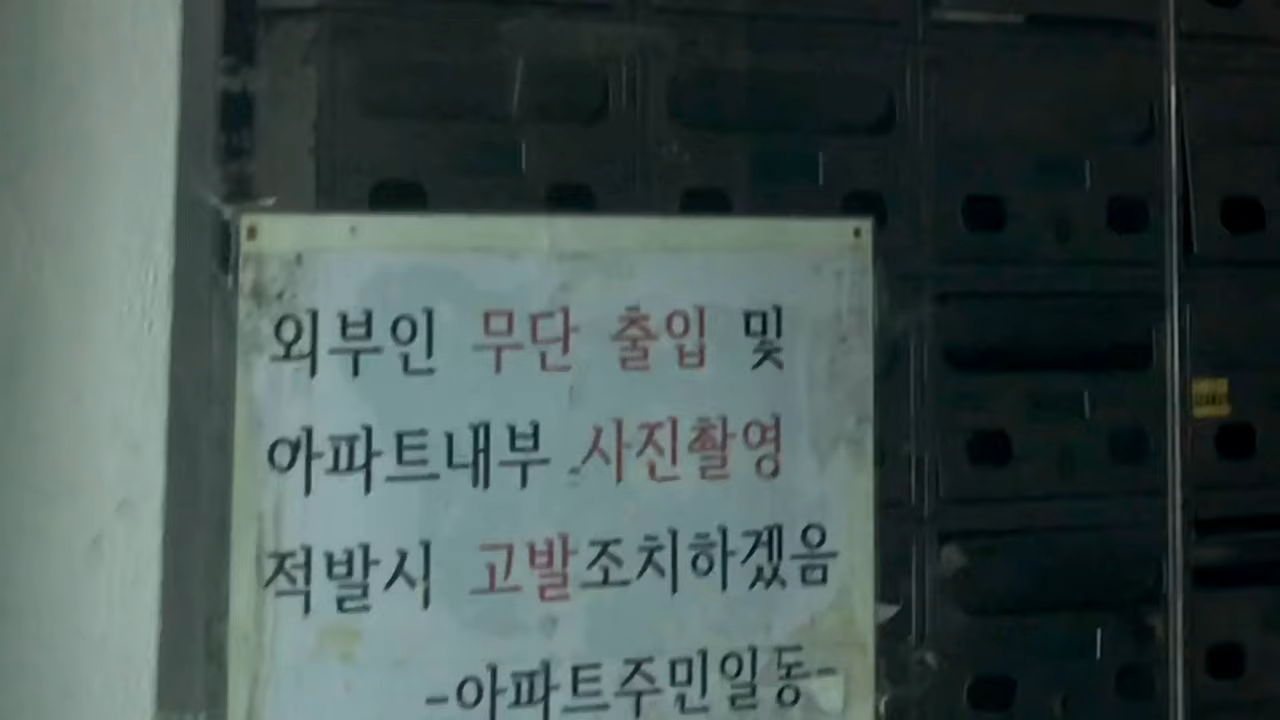 외부인 무단 출입 및
아파트내부 사진촬영
적발시 고발조치하겠음
-아파트주민일동-